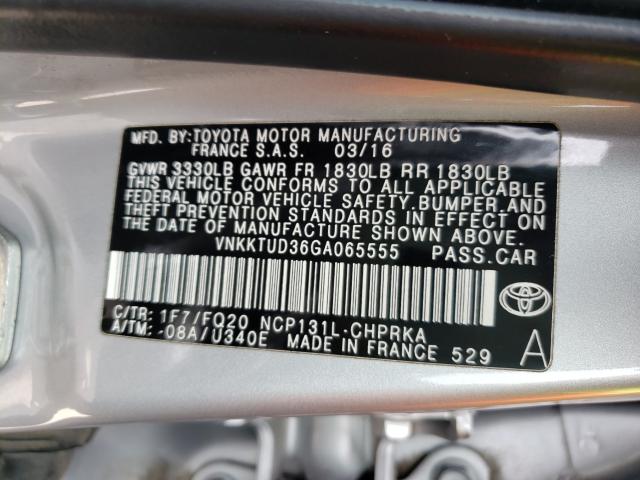 MFD. BY:TOYOTA MOTOR MANUFACTURING
FRANCE S.A.S. 03/16
GVWR 3330LB GAWR FR 1830LB RR 1830LB
THIS VEHICLE CONFORMS TO ALL APPLICABLE
FEDERAL MOTOR VEHICLE SAFETY,BUMPER,AND
THEFT PREVENTION STANDARDS IN EFFECT ON
THE DATE OF MANUFACTURE SHOWN ABOVE.
VNKKTUD36GA065555 PASS.CAR
C/TR: 1F7/FQ20 NCP131L-CHPRKA
A/TM: -08A/U340E MADE IN FRANCE 529
A